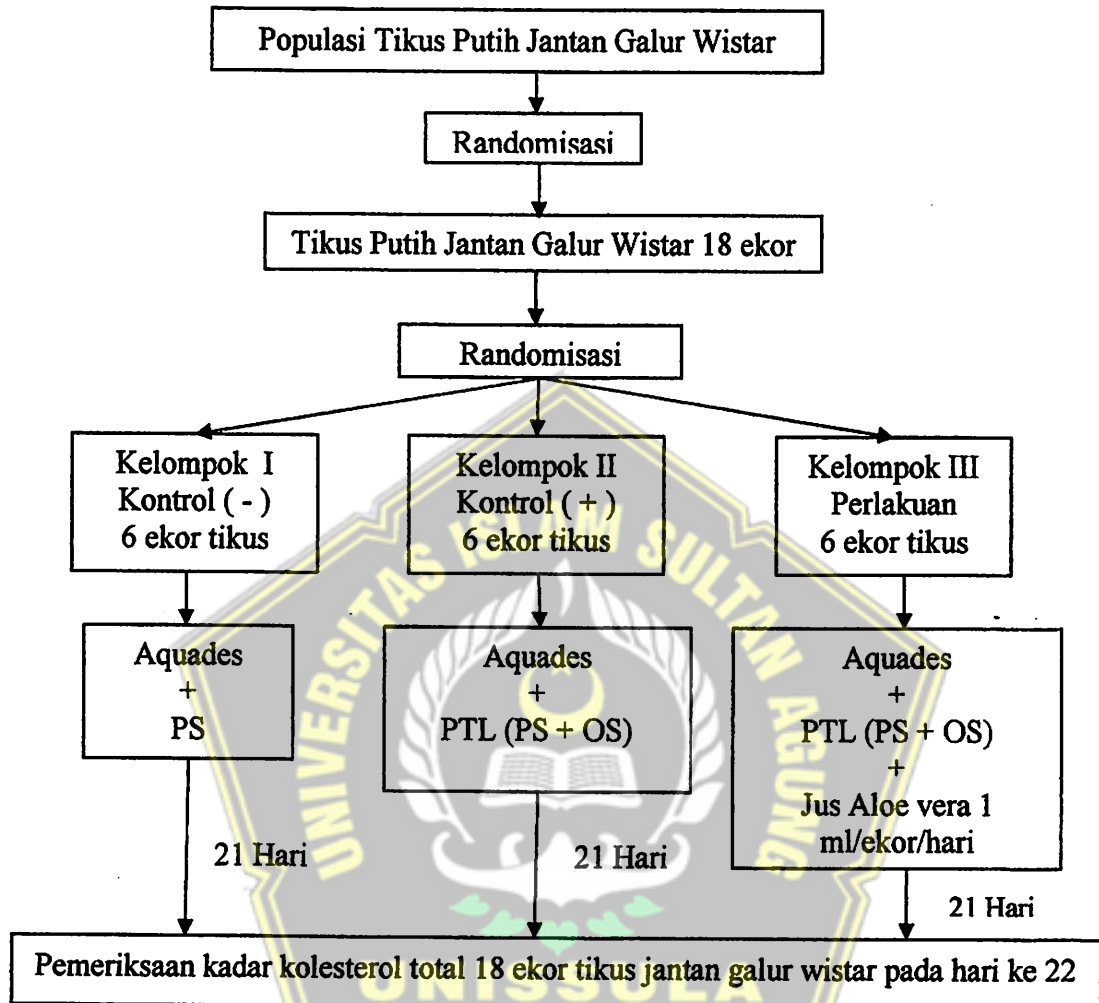 Populasi Tikus Putih Jantan Galur Wistar
Randomisasi
Tikus Putih Jantan Galur Wistar 18 ekor
Randomisasi
Kelompok I
Kontrol ( - )
6 ekor tikus
Kelompok II
Kontrol ( + )
6 ekor tikus
Kelompok III
Perlakuan
6 ekor tikus
Aquades
+
PS
Aquades
+
PTL (PS + OS)
Aquades
+
PTL (PS + OS)
+
Jus Aloe vera 1
ml/ekor/hari
21 Hari
21 Hari
21 Hari
Pemeriksaan kadar kolesterol total 18 ekor tikus jantan galur wistar pada hari ke 22
UNIVERSITAS ISLAM SULTAN AGUNG
UNISSULA